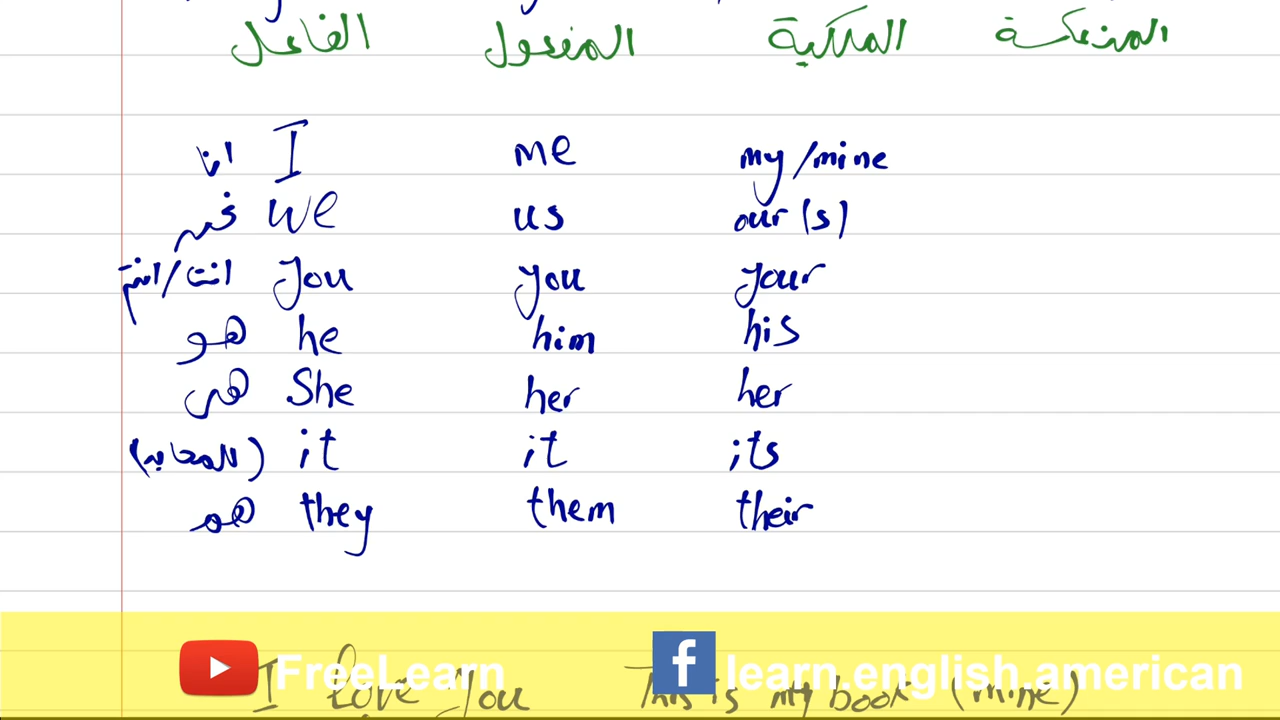 الفاعل المفعول الملكية المنعكسة
انا I me my/mine
نحن we us our(s)
انت/انتم you you your
هو he him his
هي She her her
(للمحايد) it it its
هم they them their
FreeLearn learn.english.american
I love you This is my book (mine)